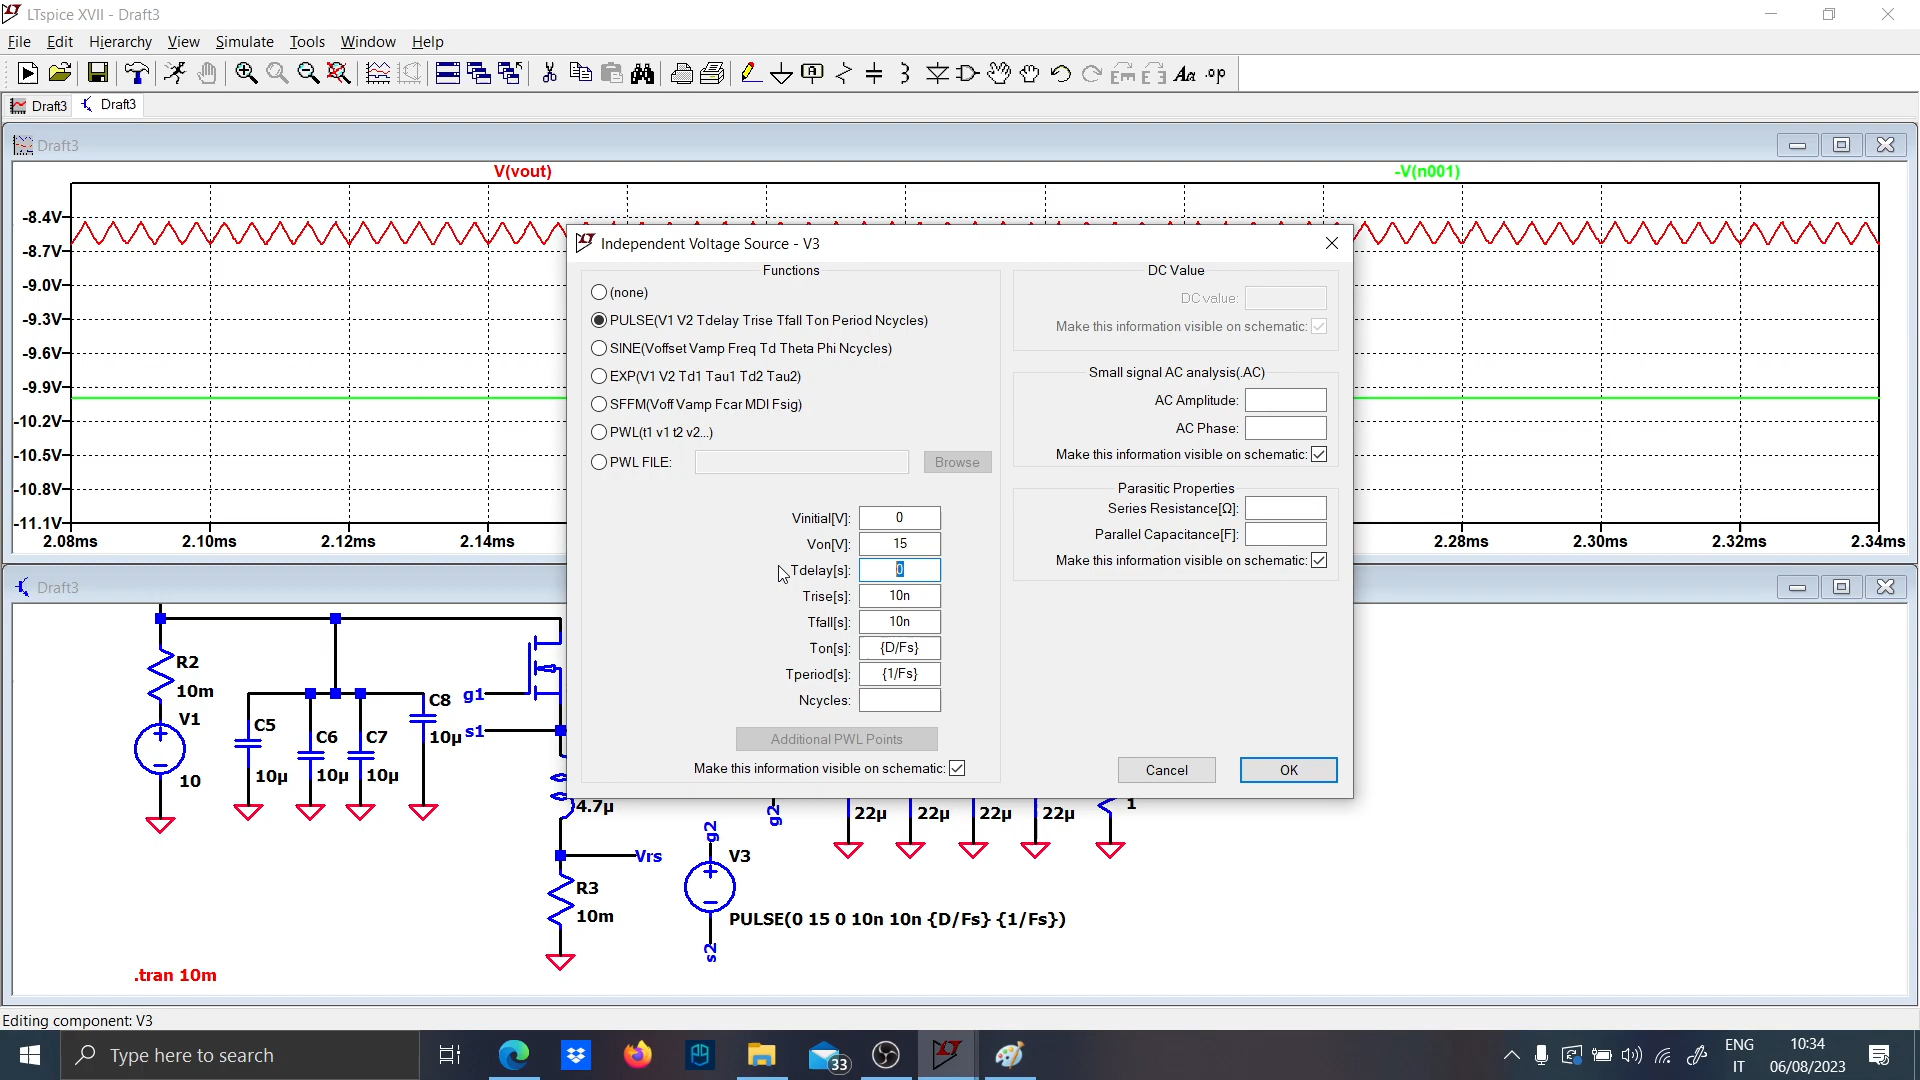 LTspice XVII - Draft3
File Edit Hierarchy View Simulate Tools Window Help
Aa .op
Draft3 Draft3
Draft3
V(vout) -V(n001)
-8.4V
-8.7V
-9.0V
-9.3V
-9.6V
-9.9V
-10.2V
-10.5V
-10.8V
-11.1V
2.08ms 2.10ms 2.12ms 2.14ms 2.28ms 2.30ms 2.32ms 2.34ms
Independent Voltage Source - V3
Functions
(none)
PULSE(V1 V2 Tdelay Trise Tfall Ton Period Ncycles)
SINE(Voffset Vamp Freq Td Theta Phi Ncycles)
EXP(V1 V2 Td1 Tau1 Td2 Tau2)
SFFM(Voff Vamp Fcar MDI Fsig)
PWL(t1 v1 t2 v2...)
PWL FILE: Browse
Vinitial[V]: 0
Von[V]: 15
Tdelay[s]: 0
Trise[s]: 10n
Tfall[s]: 10n
Ton[s]: {D/Fs}
Tperiod[s]: {1/Fs}
Ncycles:
Additional PWL Points
Make this information visible on schematic:
DC Value
DC value:
Make this information visible on schematic:
Small signal AC analysis(.AC)
AC Amplitude:
AC Phase:
Make this information visible on schematic:
Parasitic Properties
Series Resistance[Ω]:
Parallel Capacitance[F]:
Make this information visible on schematic:
Cancel OK
Draft3
R2
10m
V1
10
C5
10µ
C6
10µ
C7
10µ
C8
10µ
g1
s1
4.7µ
Vrs
R3
10m
g2
V3
s2
PULSE(0 15 0 10n 10n {D/Fs} {1/Fs})
g2
22µ 22µ 22µ 22µ 1
.tran 10m
Editing component: V3
Type here to search
33
ENG
IT
10:34
06/08/2023